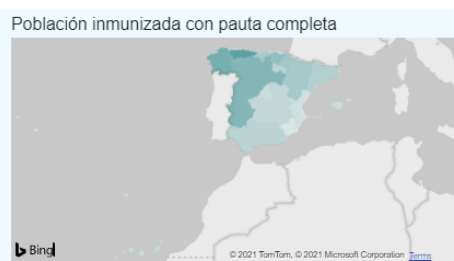 Población inmunizada con pauta completa
Bing
© 2021 TomTom, © 2021 Microsoft Corporation Terms